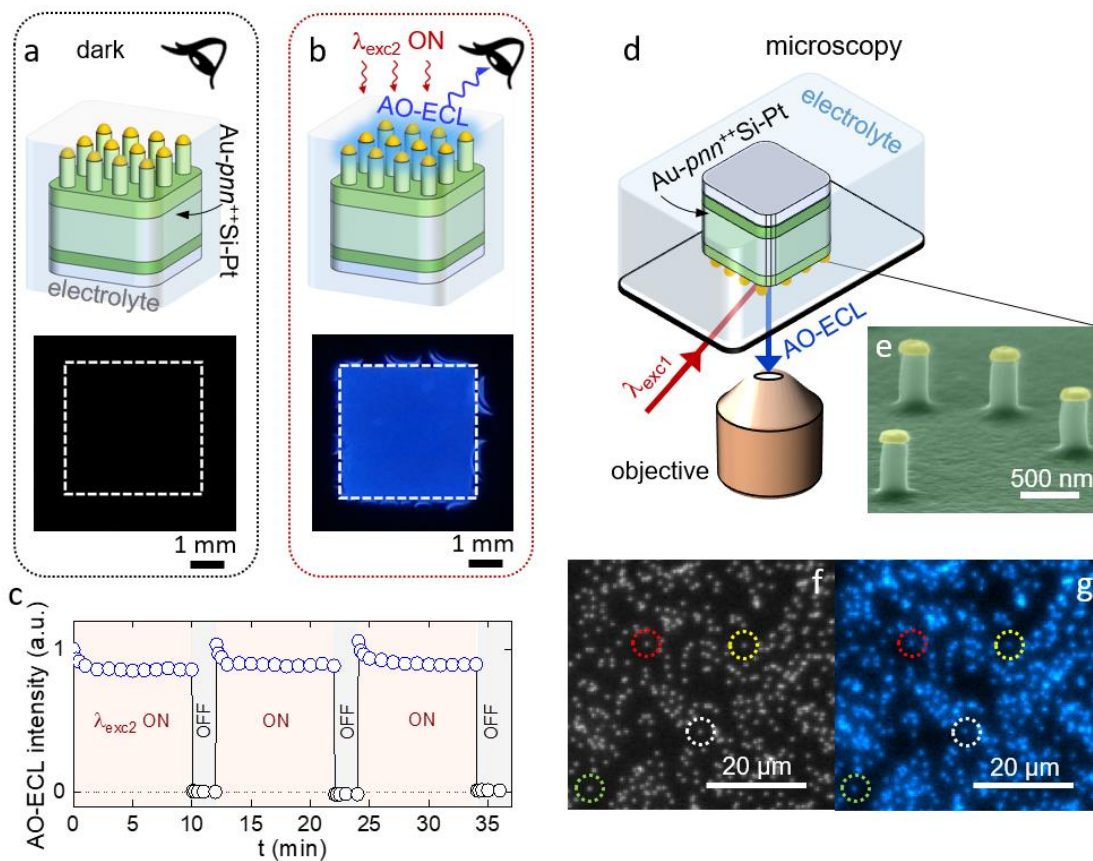 a
dark
Au-pnn++Si-Pt
electrolyte
1 mm
b
λexc2 ON
AO-ECL
1 mm
c
AO-ECL intensity (a.u.)
1
0
λexc2 ON
OFF
ON
OFF
ON
OFF
0
5
10
15
20
25
30
35
t (min)
d
microscopy
electrolyte
Au-pnn++Si-Pt
λexc1
AO-ECL
objective
e
500 nm
f
20 µm
g
20 µm